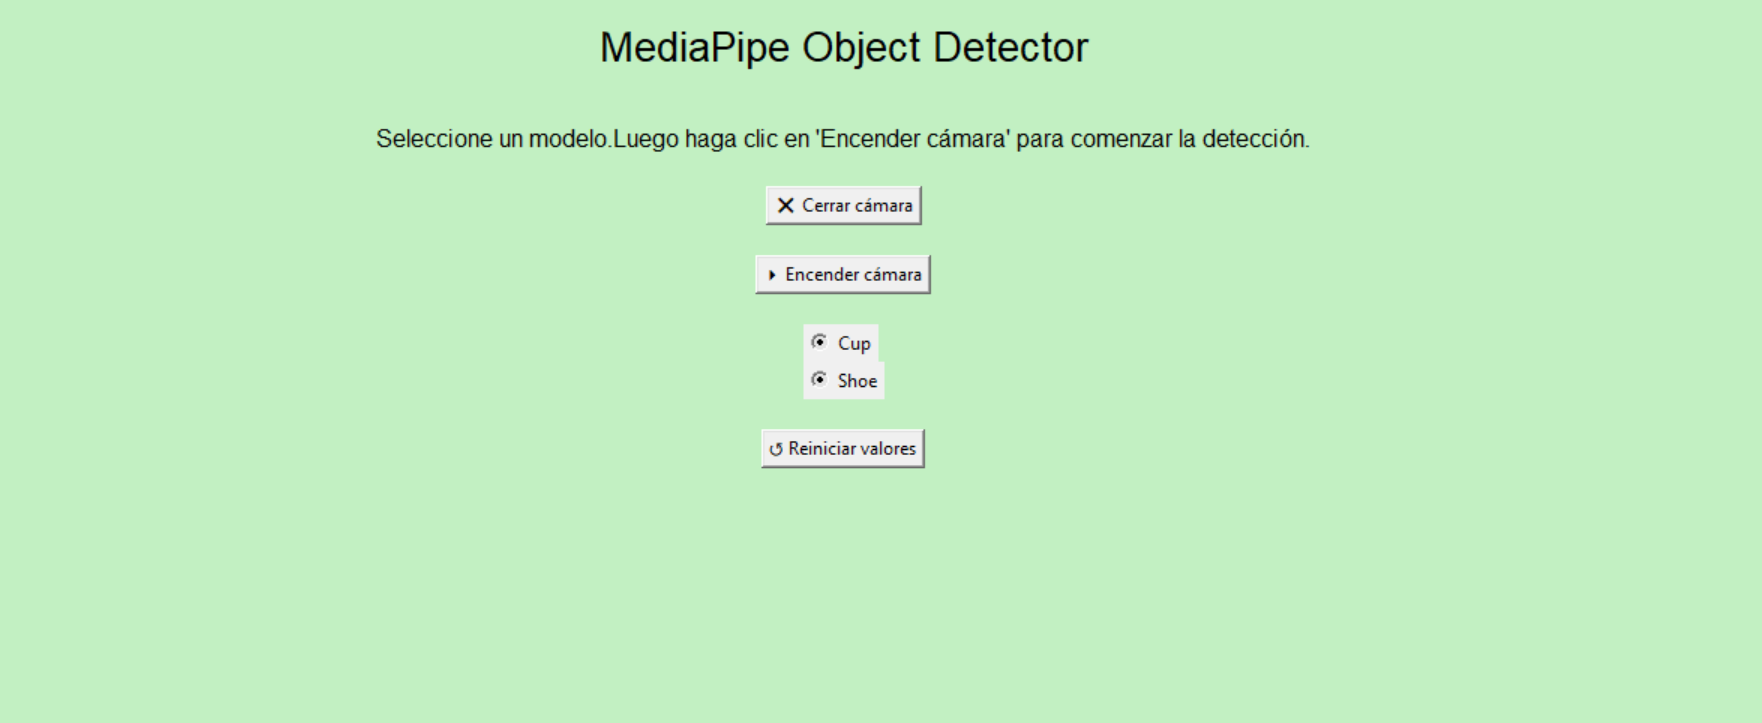 MediaPipe Object Detector
Seleccione un modelo.Luego haga clic en 'Encender cámara' para comenzar la detección.
Cerrar cámara
Encender cámara
Cup
Shoe
Reiniciar valores